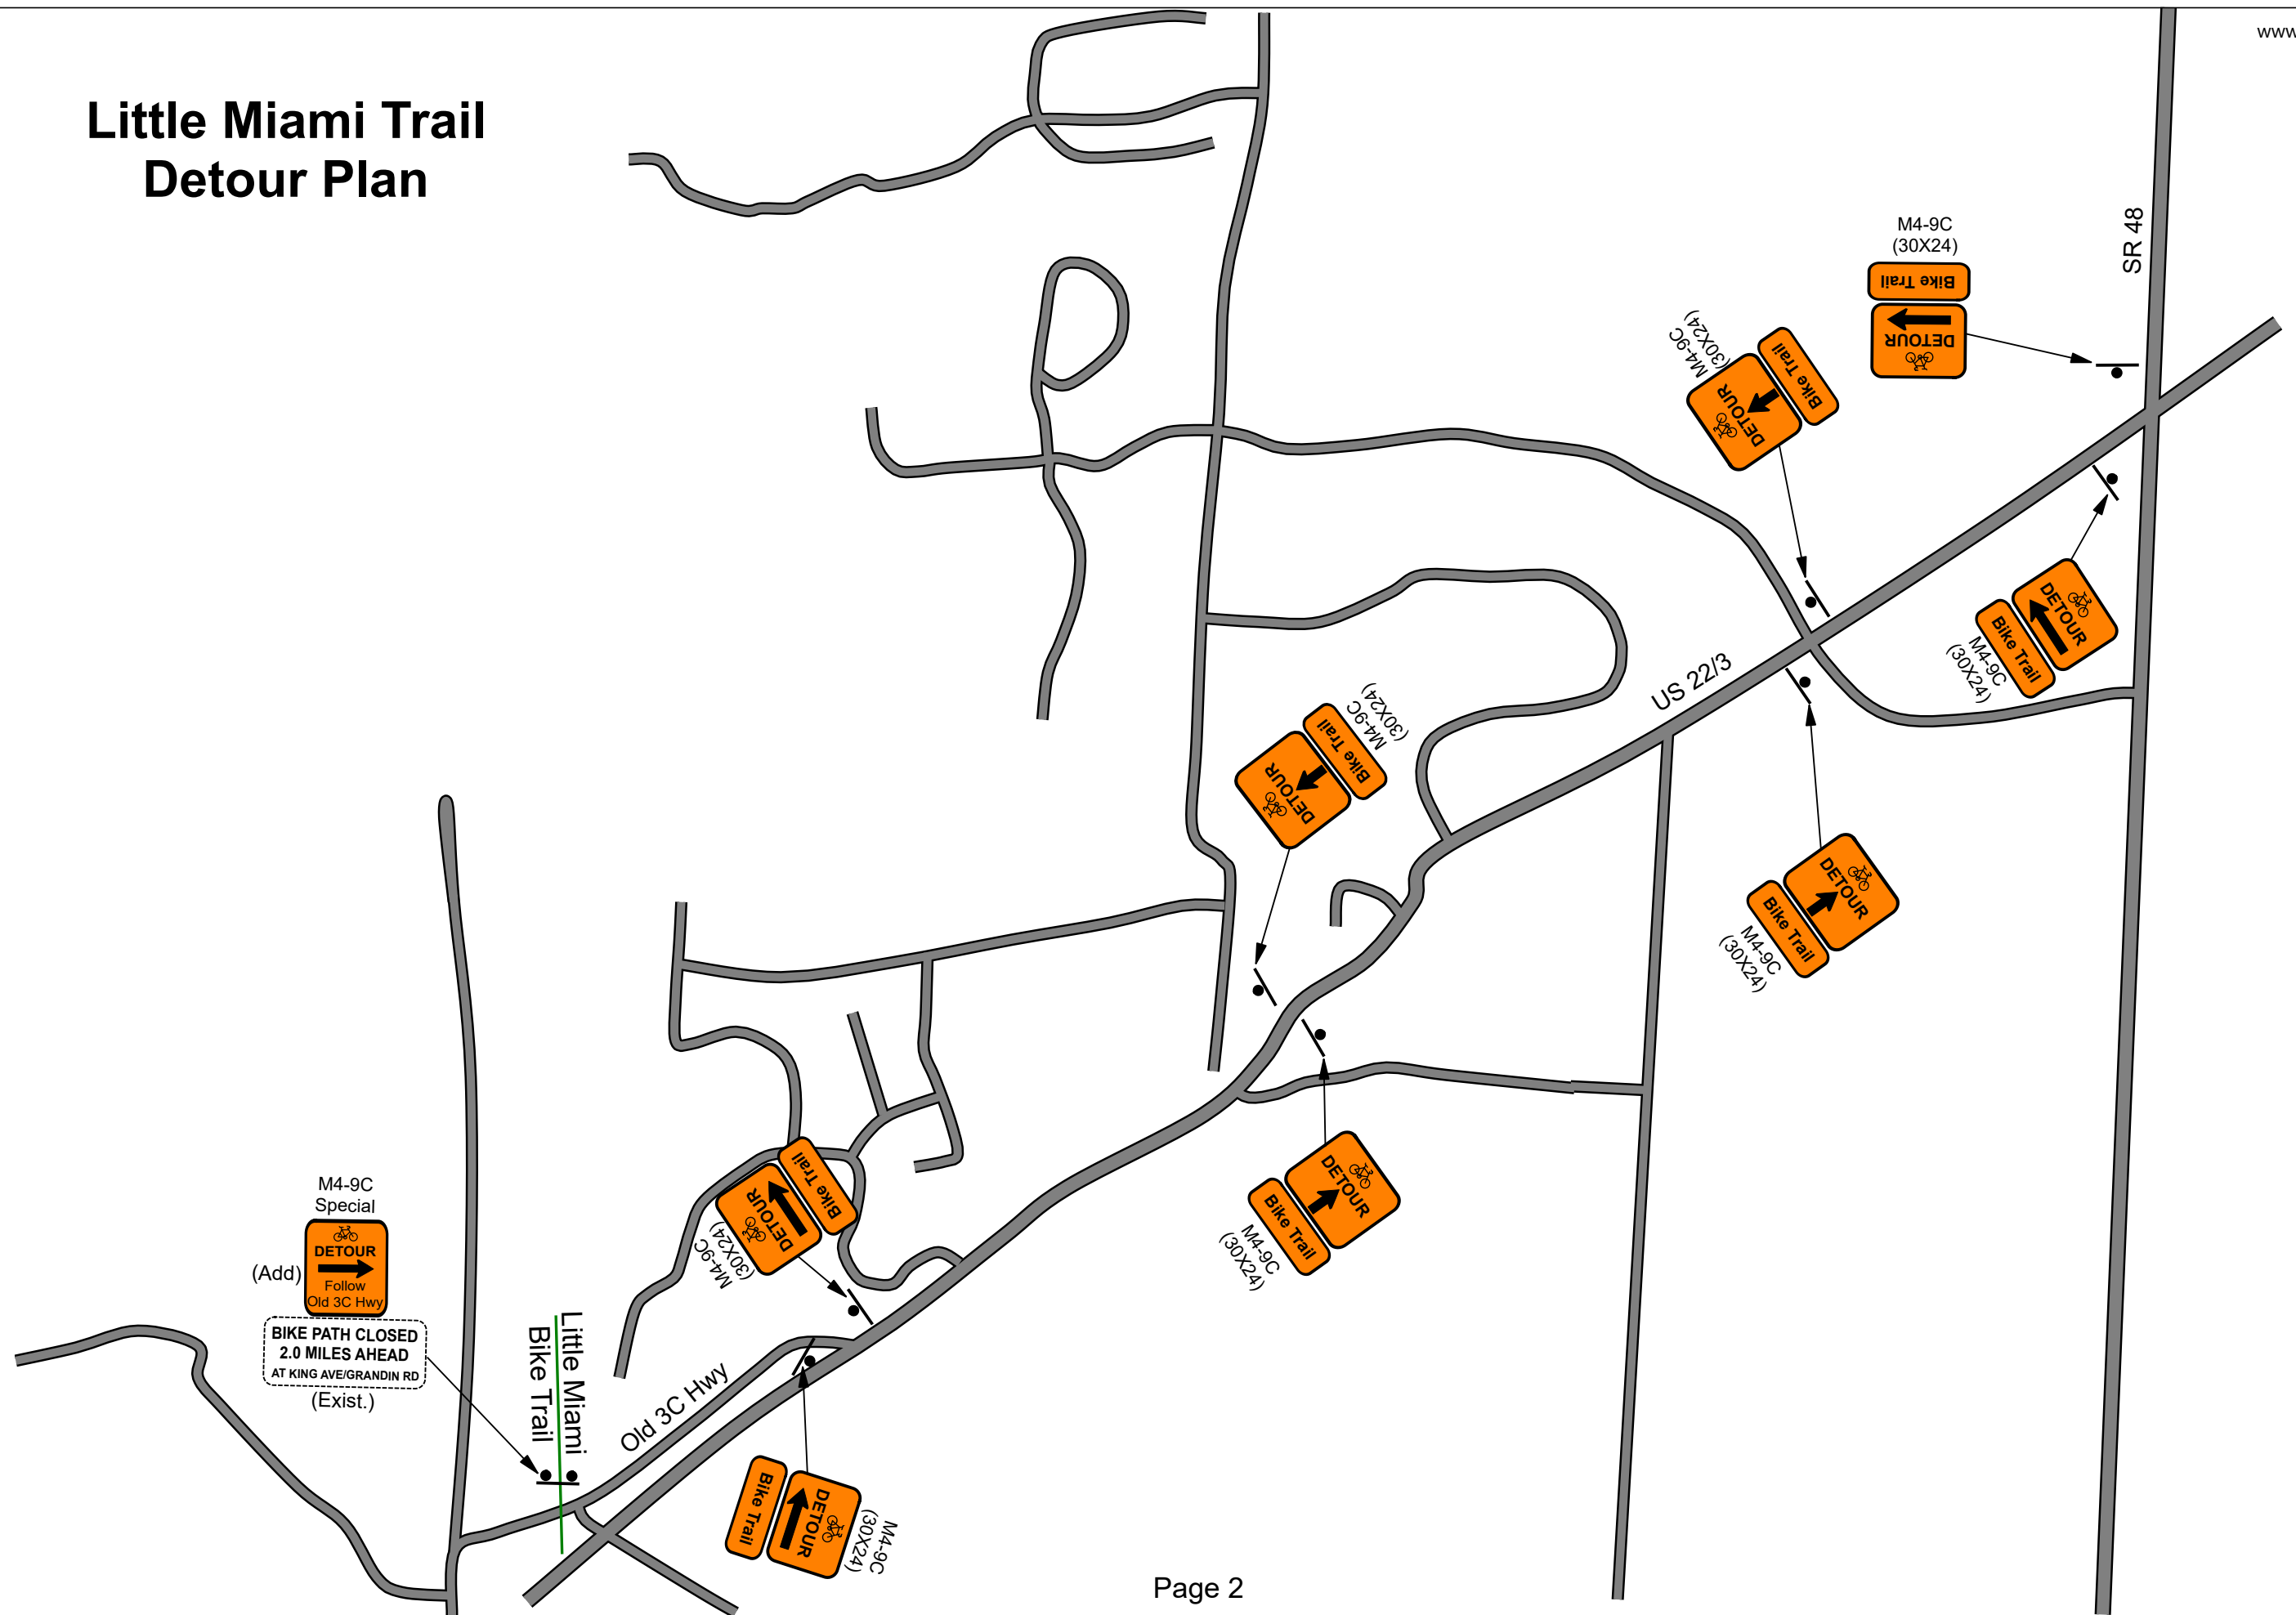 www
Little Miami Trail
Detour Plan
M4-9C
(30X24)
Bike Trail
DETOUR
SR 48
M4-9C
(30X24)
Bike Trail
DETOUR
DETOUR
Bike Trail
M4-9C
(30X24)
US 22/3
M4-9C
(30X24)
Bike Trail
DETOUR
DETOUR
Bike Trail
M4-9C
(30X24)
DETOUR
Bike Trail
M4-9C
(30X24)
Bike Trail
DETOUR
M4-9C
(30X24)
M4-9C
Special
(Add)
DETOUR
Follow
Old 3C Hwy
BIKE PATH CLOSED
2.0 MILES AHEAD
AT KING AVE/GRANDIN RD
(Exist.)
Little Miami
Bike Trail
Old 3C Hwy
DETOUR
Bike Trail
M4-9C
(30X24)
Page 2